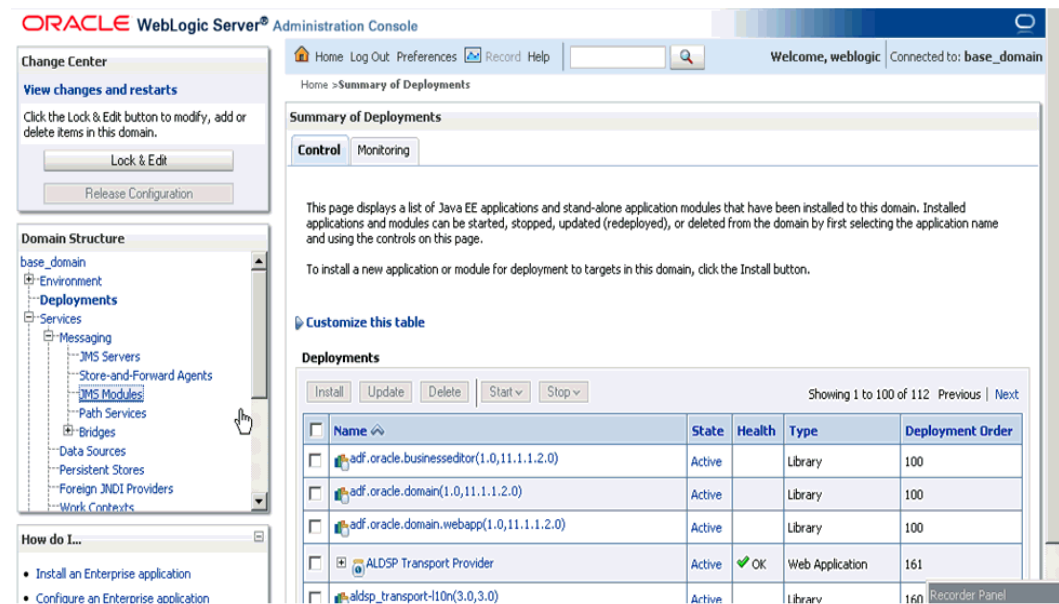 ORACLE WebLogic Server® Administration Console
Change Center
View changes and restarts
Click the Lock & Edit button to modify, add or
delete items in this domain.
Lock & Edit
Release Configuration
Domain Structure
base_domain
Environment
Deployments
Services
Messaging
JMS Servers
Store-and-Forward Agents
JMS Modules
Path Services
Bridges
Data Sources
Persistent Stores
Foreign JNDI Providers
Work Contexts
How do I...
Install an Enterprise application
Configure an Enterprise application
Home Log Out Preferences Record Help
Welcome, weblogic Connected to: base_domain
Home >Summary of Deployments
Summary of Deployments
Control Monitoring
This page displays a list of Java EE applications and stand-alone application modules that have been installed to this domain. Installed
applications and modules can be started, stopped, updated (redeployed), or deleted from the domain by first selecting the application name
and using the controls on this page.
To install a new application or module for deployment to targets in this domain, click the Install button.
Customize this table
Deployments
Install Update Delete Start Stop Showing 1 to 100 of 112 Previous | Next
Name State Health Type Deployment Order
adf.oracle.businesseditor(1.0,11.1.1.2.0) Active Library 100
adf.oracle.domain(1.0,11.1.1.2.0) Active Library 100
adf.oracle.domain.webapp(1.0,11.1.1.2.0) Active Library 100
ALDSP Transport Provider Active OK Web Application 161
aldsp_transport-l10n(3.0,3.0) Active Library 160
Recorder Panel